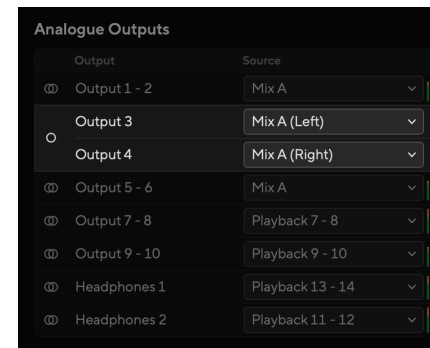 Analogue Outputs
Output Source
Output 1 - 2 Mix A
Output 3 Mix A (Left)
Output 4 Mix A (Right)
Output 5 - 6 Mix A
Output 7 - 8 Playback 7 - 8
Output 9 - 10 Playback 9 - 10
Headphones 1 Playback 13 - 14
Headphones 2 Playback 11 - 12